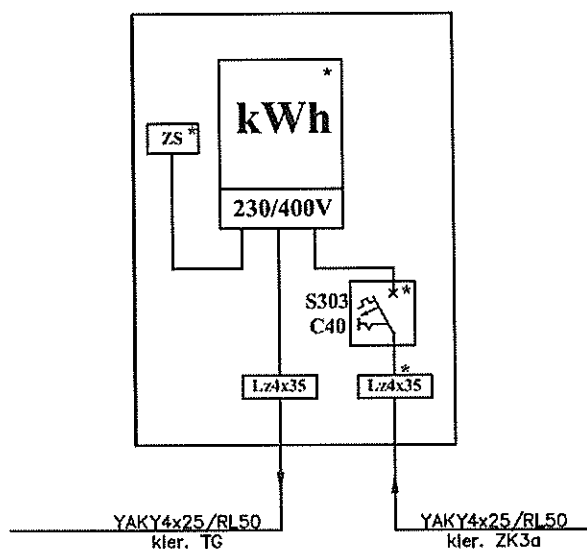 *
kWh
ZS *
230/400V
S303
C40
*
Lz4x35
* Lz4x35
YAKY4x25/RL50
kier. TG
YAKY4x25/RL50
kier. ZK3a